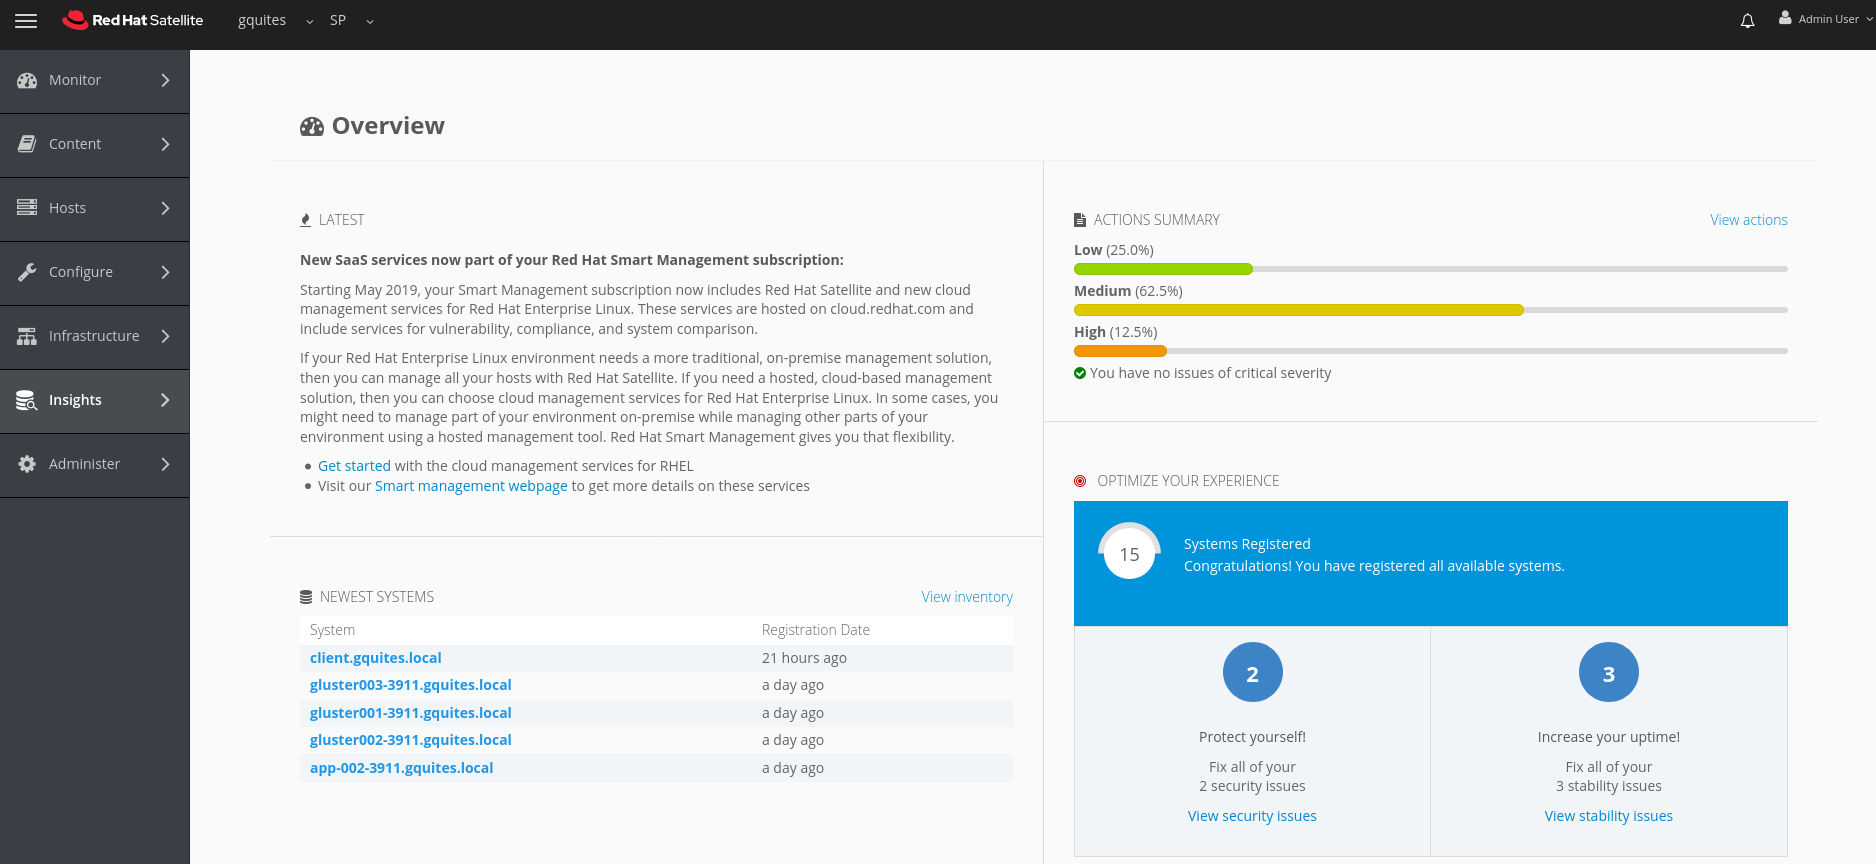 Red Hat Satellite
gquites
SP
Admin User
Monitor
Content
Hosts
Configure
Infrastructure
Insights
Administer
Overview
LATEST
New SaaS services now part of your Red Hat Smart Management subscription:
Starting May 2019, your Smart Management subscription now includes Red Hat Satellite and new cloud
management services for Red Hat Enterprise Linux. These services are hosted on cloud.redhat.com and
include services for vulnerability, compliance, and system comparison.
If your Red Hat Enterprise Linux environment needs a more traditional, on-premise management solution,
then you can manage all your hosts with Red Hat Satellite. If you need a hosted, cloud-based management
solution, then you can choose cloud management services for Red Hat Enterprise Linux. In some cases, you
might need to manage part of your environment on-premise while managing other parts of your
environment using a hosted management tool. Red Hat Smart Management gives you that flexibility.
• Get started with the cloud management services for RHEL
• Visit our Smart management webpage to get more details on these services
NEWEST SYSTEMS View inventory
System Registration Date
client.gquites.local 21 hours ago
gluster003-3911.gquites.local a day ago
gluster001-3911.gquites.local a day ago
gluster002-3911.gquites.local a day ago
app-002-3911.gquites.local a day ago
ACTIONS SUMMARY View actions
Low (25.0%)
Medium (62.5%)
High (12.5%)
You have no issues of critical severity
OPTIMIZE YOUR EXPERIENCE
15
Systems Registered
Congratulations! You have registered all available systems.
2
Protect yourself!
Fix all of your
2 security issues
View security issues
3
Increase your uptime!
Fix all of your
3 stability issues
View stability issues